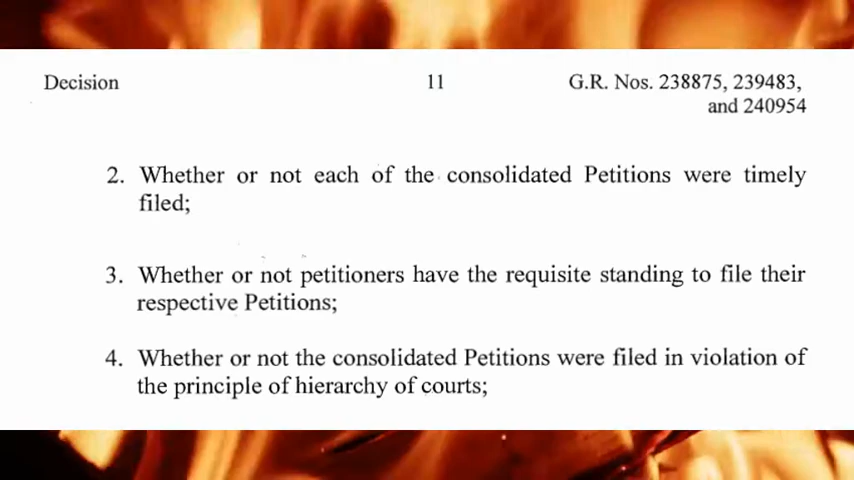 Decision 11 G.R. Nos. 238875, 239483,
and 240954
2. Whether or not each of the consolidated Petitions were timely
filed;
3. Whether or not petitioners have the requisite standing to file their
respective Petitions;
4. Whether or not the consolidated Petitions were filed in violation of
the principle of hierarchy of courts;